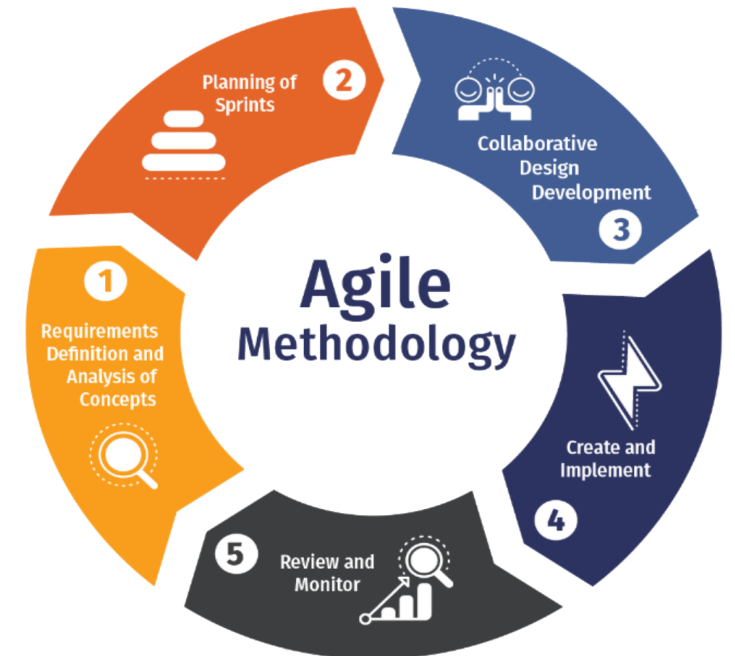 Agile
Methodology
1
Requirements
Definition and
Analysis of
Concepts
2
Planning of
Sprints
3
Collaborative
Design
Development
4
Create and
Implement
5
Review and
Monitor